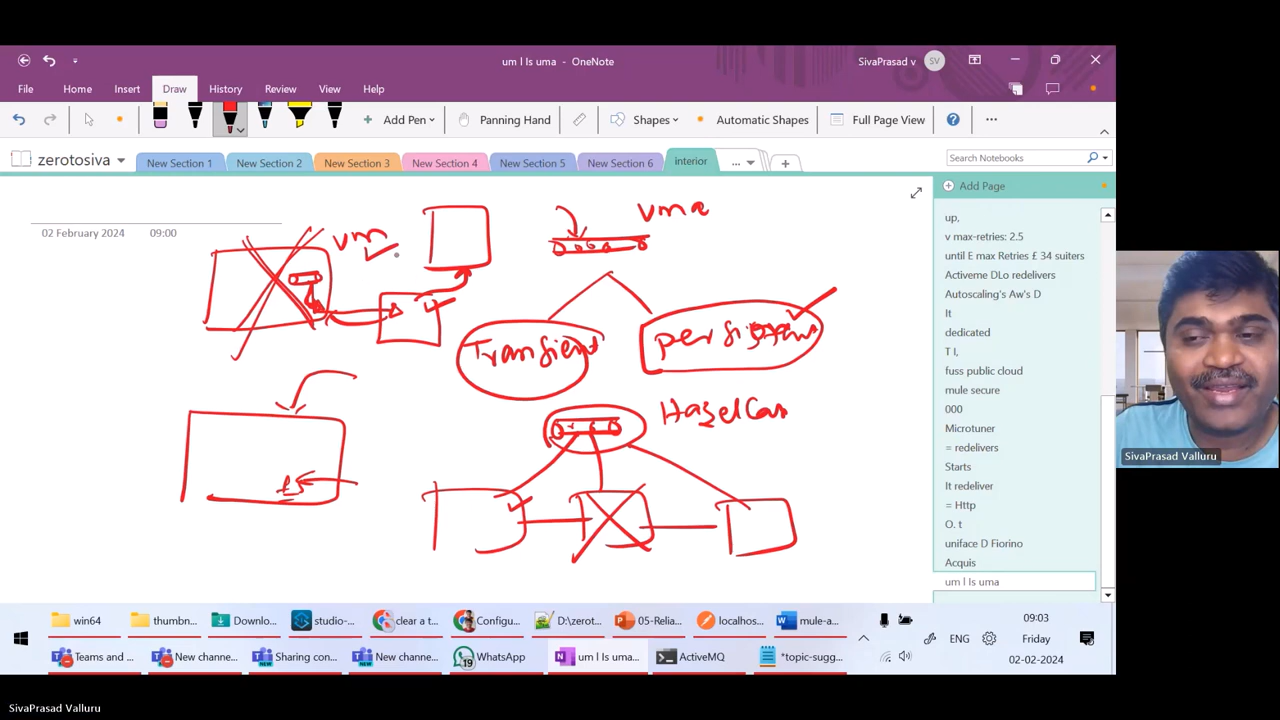 um l Is uma - OneNote
SivaPrasad v
SV
File Home Insert Draw History Review View Help
Add Pen
Panning Hand
Shapes
Automatic Shapes
Full Page View
zerotosiva
New Section 1
New Section 2
New Section 3
New Section 4
New Section 5
New Section 6
interior
...
Search Notebooks
Add Page
02 February 2024 09:00
vm
Transient
HazelCas
up,
v max-retries: 2.5
until E max Retries £ 34 suiters
Activeme DLo redelivers
Autoscaling's Aw's D
It
dedicated
T l,
fuss public cloud
mule secure
000
Microtuner
= redelivers
Starts
It redeliver
= Http
O. t
uniface D Fiorino
Acquis
um l Is uma
SivaPrasad Valluru
win64
thumbn...
Downlo...
studio-...
clear a t...
Configu...
D:\zerot...
05-Relia...
localhos...
mule-a...
ENG
09:03
Friday
02-02-2024
Teams and ...
New channe...
Sharing con...
New channe...
19
WhatsApp
um l Is uma...
ActiveMQ
*topic-sugg...
SivaPrasad Valluru